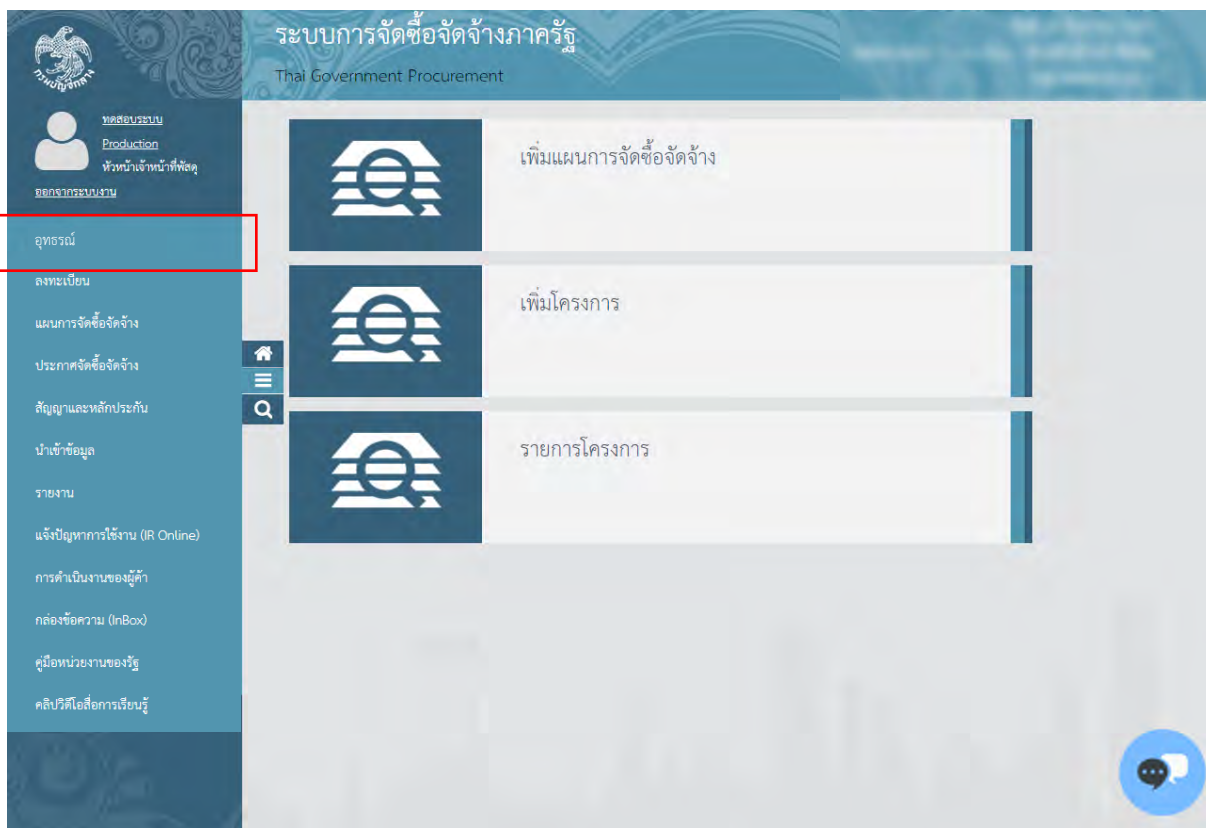 ระบบการจัดซื้อจัดจ้างภาครัฐ
Thai Government Procurement
กรมบัญชีกลาง
ทดสอบระบบ
Production
หัวหน้าเจ้าหน้าที่พัสดุ
ออกจากระบบงาน
อุทธรณ์
ลงทะเบียน
แผนการจัดซื้อจัดจ้าง
ประกาศจัดซื้อจัดจ้าง
สัญญาและหลักประกัน
นำเข้าข้อมูล
รายงาน
แจ้งปัญหาการใช้งาน (IR Online)
การดำเนินงานของผู้ค้า
กล่องข้อความ (InBox)
คู่มือหน่วยงานของรัฐ
คลิปวิดีโอสื่อการเรียนรู้
เพิ่มแผนการจัดซื้อจัดจ้าง
เพิ่มโครงการ
รายการโครงการ